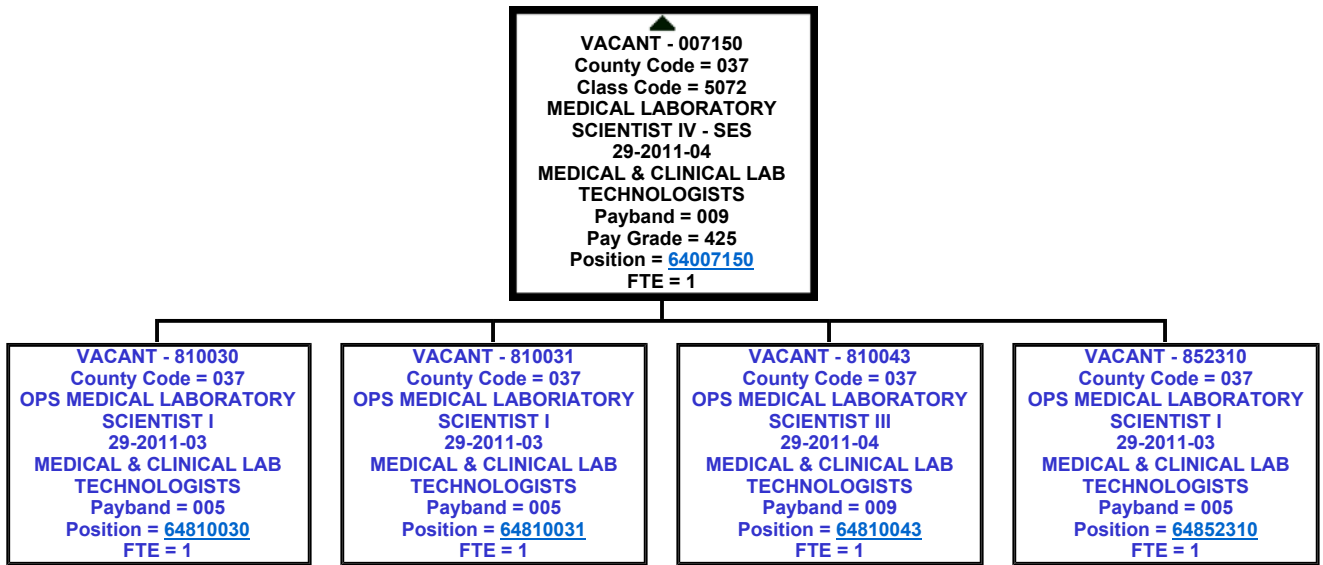 VACANT - 007150
County Code = 037
Class Code = 5072
MEDICAL LABORATORY
SCIENTIST IV - SES
29-2011-04
MEDICAL & CLINICAL LAB
TECHNOLOGISTS
Payband = 009
Pay Grade = 425
Position = 64007150
FTE = 1
VACANT - 810030
County Code = 037
OPS MEDICAL LABORATORY
SCIENTIST I
29-2011-03
MEDICAL & CLINICAL LAB
TECHNOLOGISTS
Payband = 005
Position = 64810030
FTE = 1
VACANT - 810031
County Code = 037
OPS MEDICAL LABORIATORY
SCIENTIST I
29-2011-03
MEDICAL & CLINICAL LAB
TECHNOLOGISTS
Payband = 005
Position = 64810031
FTE = 1
VACANT - 810043
County Code = 037
OPS MEDICAL LABORATORY
SCIENTIST III
29-2011-04
MEDICAL & CLINICAL LAB
TECHNOLOGISTS
Payband = 009
Position = 64810043
FTE = 1
VACANT - 852310
County Code = 037
OPS MEDICAL LABORIATORY
SCIENTIST I
29-2011-03
MEDICAL & CLINICAL LAB
TECHNOLOGISTS
Payband = 005
Position = 64852310
FTE = 1